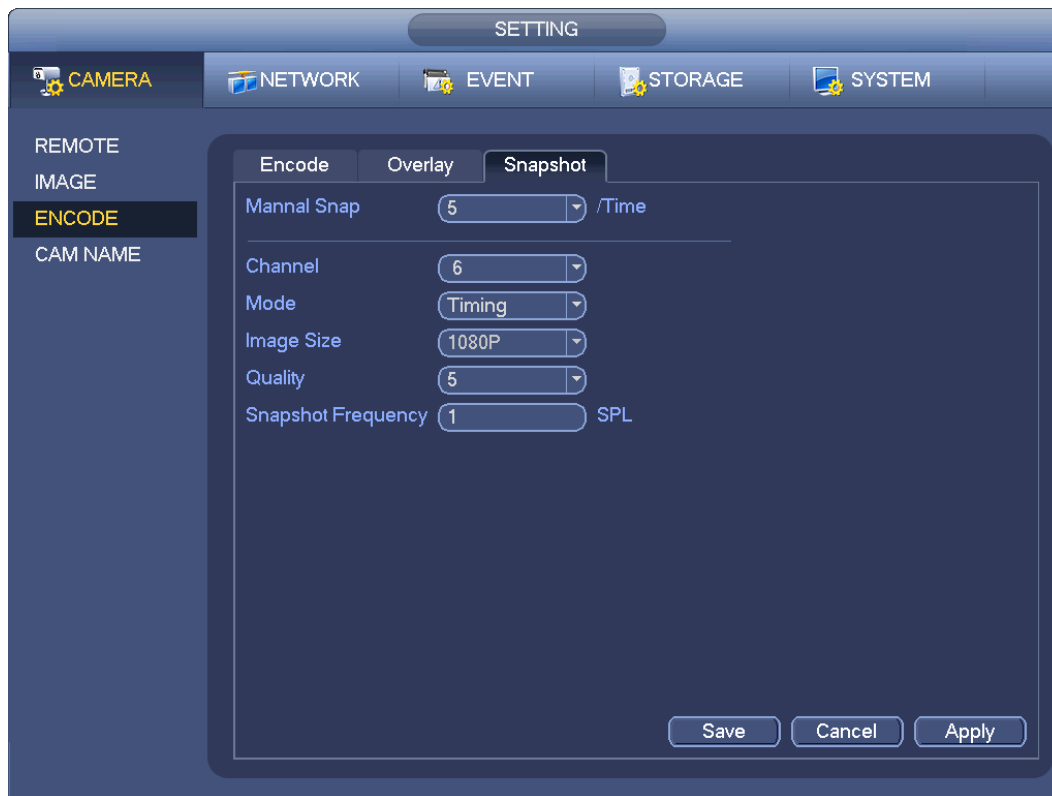 SETTING
CAMERA NETWORK EVENT STORAGE SYSTEM
REMOTE
IMAGE
ENCODE
CAM NAME
Encode Overlay Snapshot
Mannal Snap 5 /Time
Channel 6
Mode Timing
Image Size 1080P
Quality 5
Snapshot Frequency 1 SPL
Save Cancel Apply